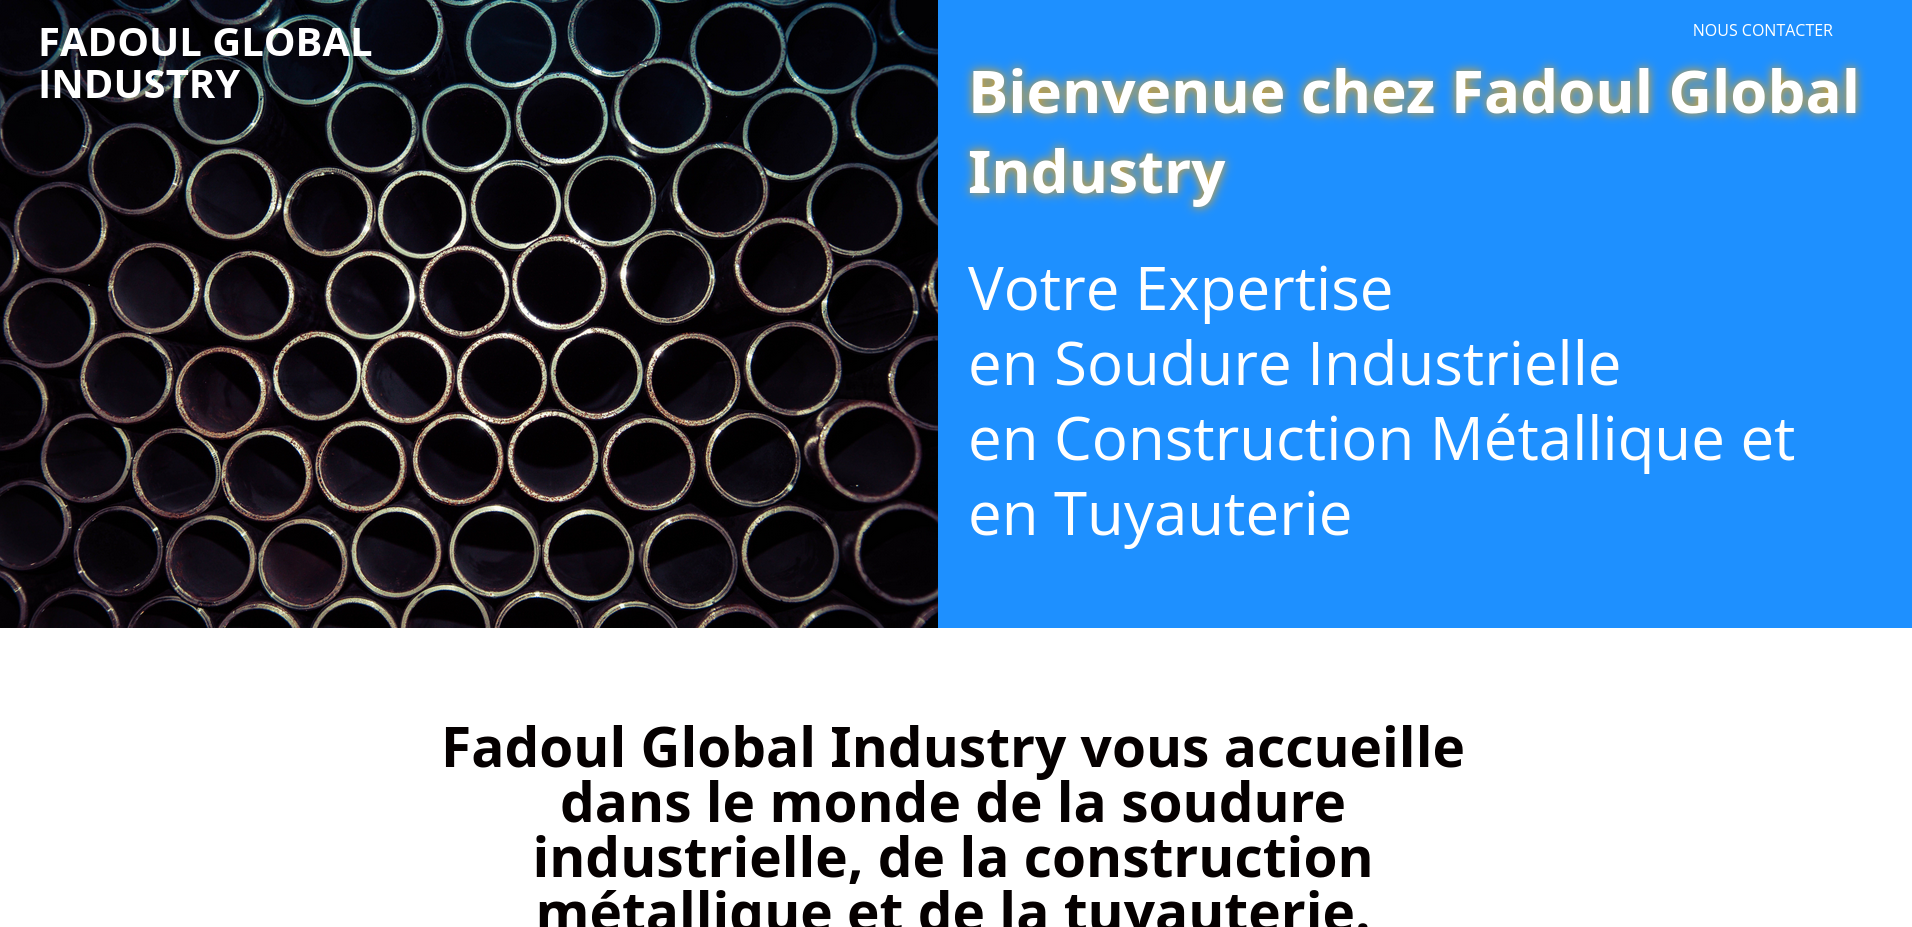 FADOUL GLOBAL
INDUSTRY
NOUS CONTACTER
Bienvenue chez Fadoul Global
Industry
Votre Expertise
en Soudure Industrielle
en Construction Métallique et
en Tuyauterie
Fadoul Global Industry vous accueille
dans le monde de la soudure
industrielle, de la construction
métallique et de la tuyauterie.